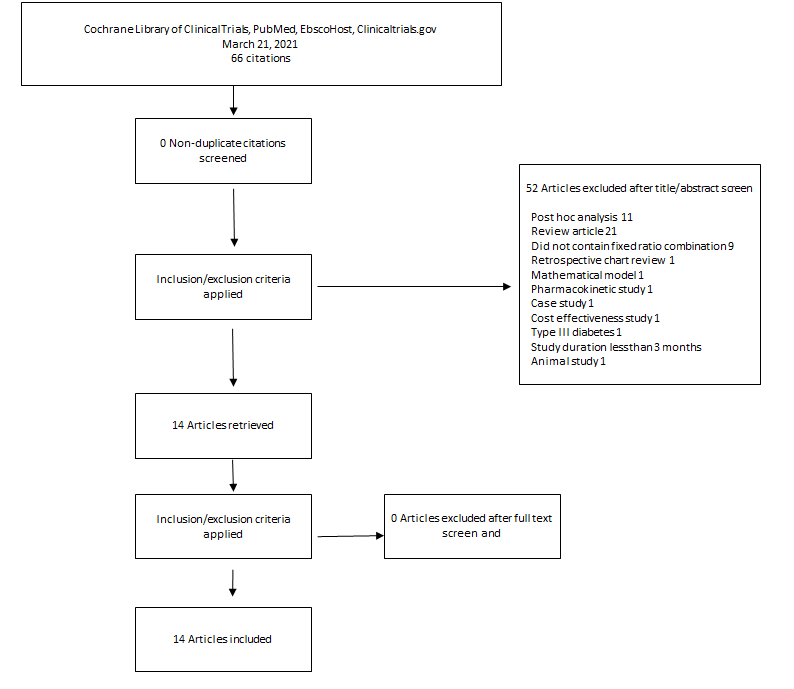 Cochrane Library of Clinical Trials, PubMed, EbscoHost, Clinicaltrials.gov
March 21, 2021
66 citations
0 Non-duplicate citations
screened
Inclusion/exclusion criteria
applied
52 Articles excluded after title/abstract screen
Post hoc analysis 11
Review article 21
Did not contain fixed ratio combination 9
Retrospective chart review 1
Mathematical model 1
Pharmacokinetic study 1
Case study 1
Cost effectiveness study 1
Type III diabetes 1
Study duration less than 3 months
Animal study 1
14 Articles retrieved
Inclusion/exclusion criteria
applied
0 Articles excluded after full text
screen and
14 Articles included